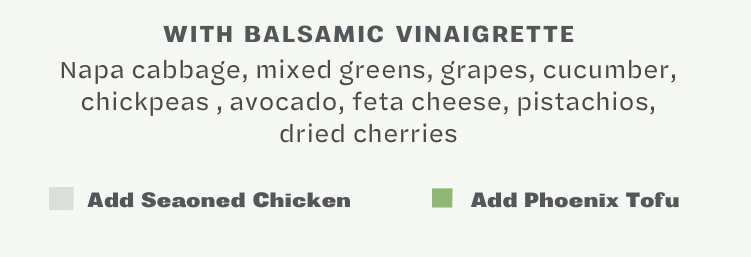 WITH BALSAMIC VINAIGRETTE
Napa cabbage, mixed greens, grapes, cucumber,
chickpeas , avocado, feta cheese, pistachios,
dried cherries
Add Seaoned Chicken
Add Phoenix Tofu